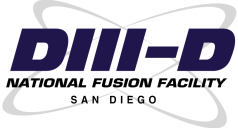 DIII-D
NATIONAL FUSION FACILITY
SAN DIEGO